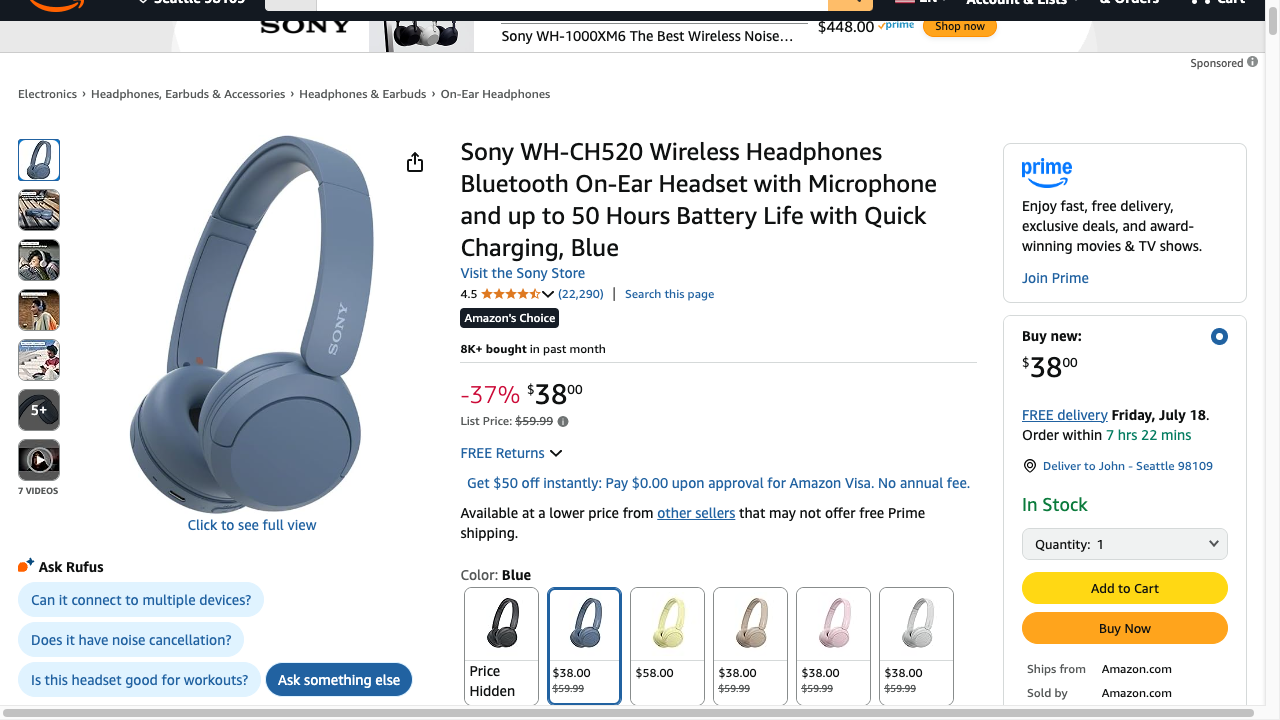 Seattle 98109
EN
Account & Lists
& Orders
Cart
SONY
Sony WH-1000XM6 The Best Wireless Noise…
$448.00 prime
Shop now
Sponsored
Electronics › Headphones, Earbuds & Accessories › Headphones & Earbuds › On-Ear Headphones
5+
7 VIDEOS
SONY
Click to see full view
Ask Rufus
Can it connect to multiple devices?
Does it have noise cancellation?
Is this headset good for workouts?
Ask something else
Sony WH-CH520 Wireless Headphones
Bluetooth On-Ear Headset with Microphone
and up to 50 Hours Battery Life with Quick
Charging, Blue
Visit the Sony Store
4.5 (22,290) | Search this page
Amazon's Choice
8K+ bought in past month
-37% $38 00
List Price: $59.99
FREE Returns
Get $50 off instantly: Pay $0.00 upon approval for Amazon Visa. No annual fee.
Available at a lower price from other sellers that may not offer free Prime
shipping.
Color: Blue
Price
Hidden
$38.00
$59.99
$58.00
$38.00
$59.99
$38.00
$59.99
$38.00
$59.99
prime
Enjoy fast, free delivery,
exclusive deals, and award-
winning movies & TV shows.
Join Prime
Buy new:
$38 00
FREE delivery Friday, July 18.
Order within 7 hrs 22 mins
Deliver to John - Seattle 98109
In Stock
Quantity: 1
Add to Cart
Buy Now
Ships from Amazon.com
Sold by Amazon.com